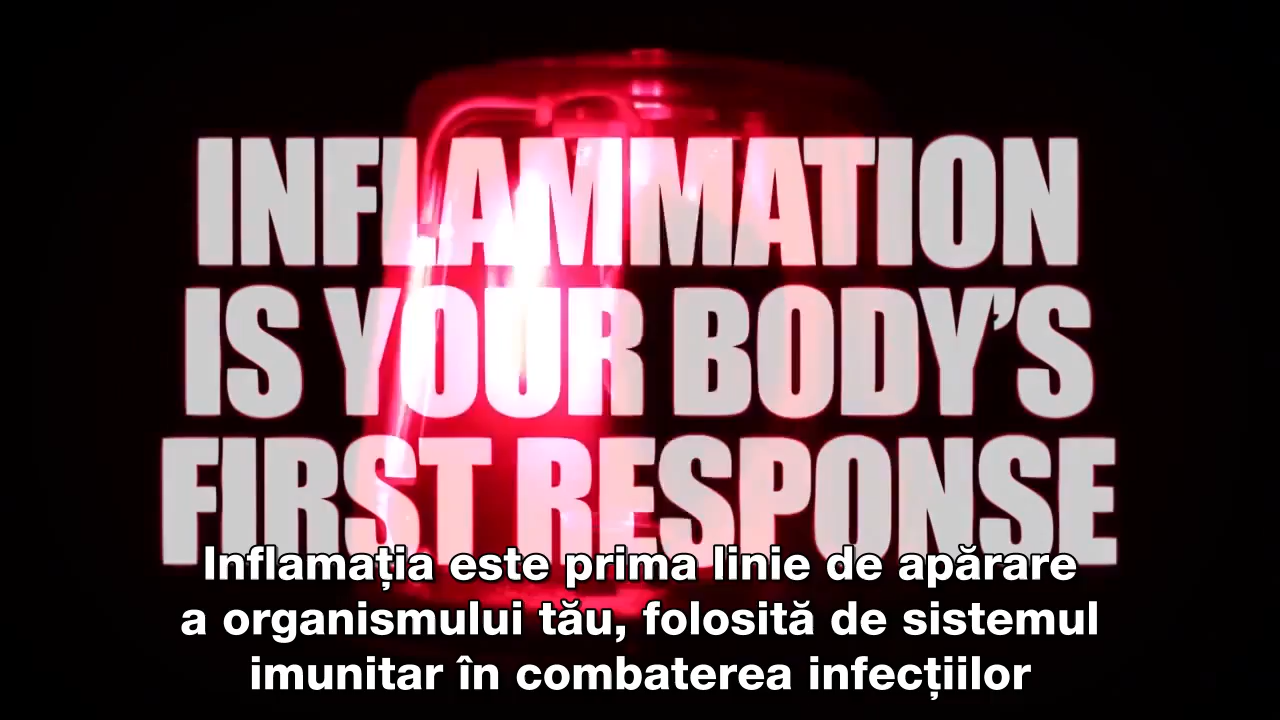 INFLAMMATION
IS YOUR BODY'S
FIRST RESPONSE
Inflamația este prima linie de apărare
a organismului tău, folosită de sistemul
imunitar în combaterea infecțiilor